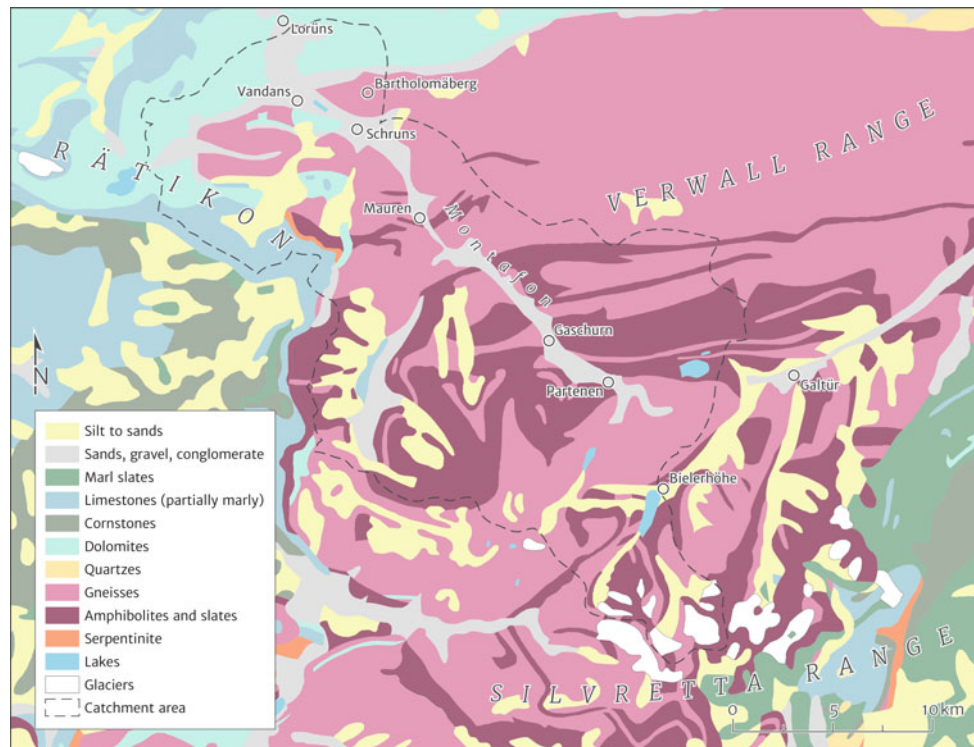 Lorüns
Vandans
Bartholomäberg
Schruns
RÄTIKON
VERWALL RANGE
Mauren
Montafon
Gaschurn
Partenen
Galtür
N
Bielerhöhe
Silt to sands
Sands, gravel, conglomerate
Marl slates
Limestones (partially marly)
Cornstones
Dolomites
Quartzes
Gneisses
Amphibolites and slates
Serpentinite
Lakes
Glaciers
Catchment area
SILVRETTA RANGE
0 5 10 km